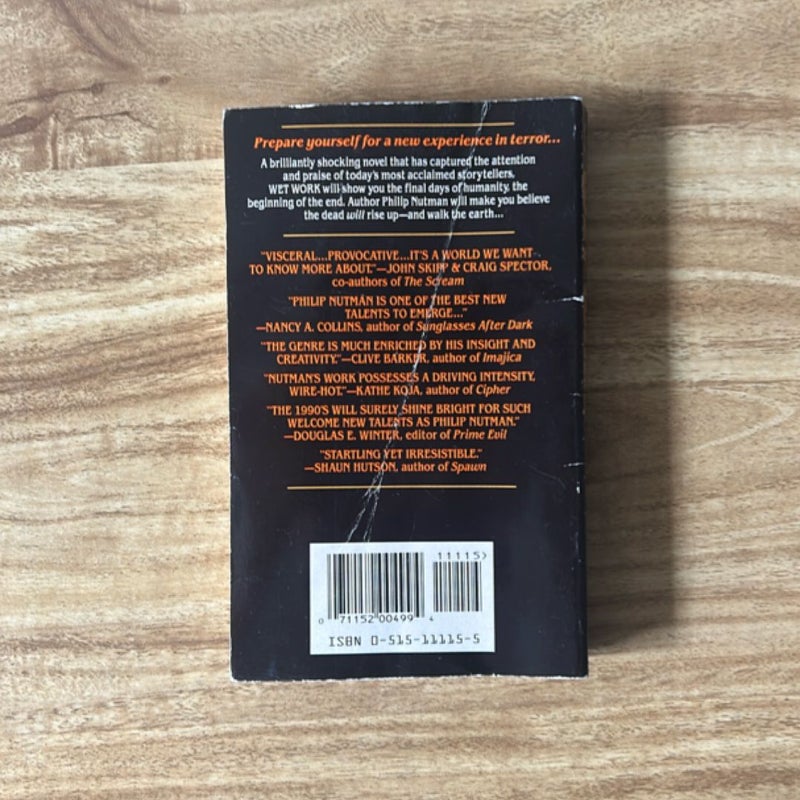 Prepare yourself for a new experience in terror...
A brilliantly shocking novel that has captured the attention
and praise of today's most acclaimed storytellers,
WET WORK will show you the final days of humanity, the
beginning of the end. Author Philip Nutman will make you believe
the dead will rise up—and walk the earth...
"VISCERAL...PROVOCATIVE...IT'S A WORLD WE WANT
TO KNOW MORE ABOUT."—JOHN SKIPP & CRAIG SPECTOR,
co-authors of The Scream
"PHILIP NUTMAN IS ONE OF THE BEST NEW
TALENTS TO EMERGE..."
—NANCY A. COLLINS, author of Sunglasses After Dark
"THE GENRE IS MUCH ENRICHED BY HIS INSIGHT AND
CREATIVITY."—CLIVE BARKER, author of Imajica
"NUTMAN'S WORK POSSESSES A DRIVING INTENSITY,
WIRE-HOT."—KATHE KOJA, author of Cipher
"THE 1990'S WILL SURELY SHINE BRIGHT FOR SUCH
WELCOME NEW TALENTS AS PHILIP NUTMAN."
—DOUGLAS E. WINTER, editor of Prime Evil
"STARTLING YET IRRESISTIBLE."
—SHAUN HUTSON, author of Spawn
11115>
0 71152 00499 4
ISBN 0-515-11115-5